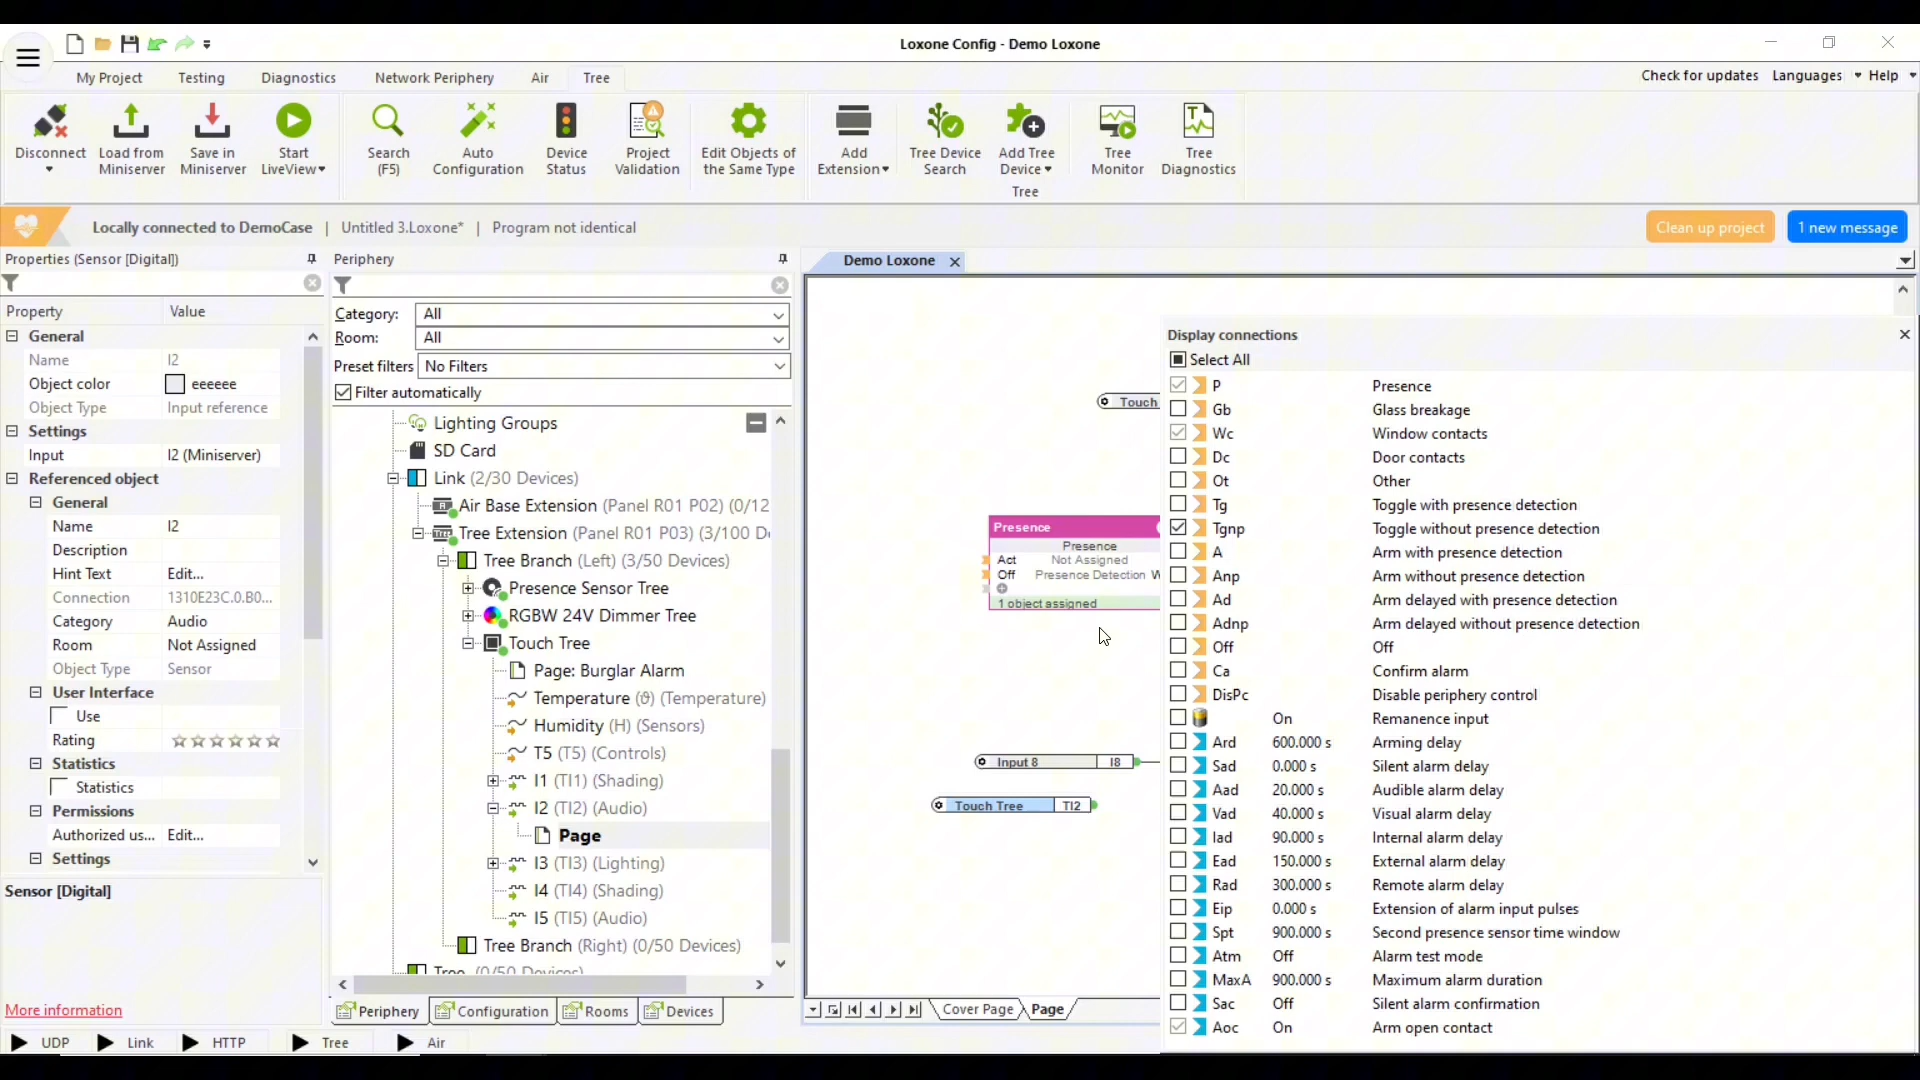 Loxone Config - Demo Loxone
My Project Testing Diagnostics Network Periphery Air Tree
Check for updates Languages Help
Disconnect
Load from Miniserver
Save in Miniserver
Start LiveView
Search (F5)
Auto Configuration
Device Status
Project Validation
Edit Objects of the Same Type
Add Extension
Tree Device Search
Add Tree Device
Tree Monitor
Tree Diagnostics
Tree
Locally connected to DemoCase | Untitled 3.Loxone* | Program not identical
Clean up project
1 new message
Properties (Sensor [Digital])
Property Value
General
Name I2
Object color eeeeee
Object Type Input reference
Settings
Input I2 (Miniserver)
Referenced object
General
Name I2
Description
Hint Text Edit...
Connection 1310E23C.0.B0...
Category Audio
Room Not Assigned
Object Type Sensor
User Interface
Use
Rating
Statistics
Statistics
Permissions
Authorized us... Edit...
Settings
Sensor [Digital]
More information
Periphery
Category: All
Room: All
Preset filters No Filters
Filter automatically
Lighting Groups
SD Card
Link (2/30 Devices)
Air Base Extension (Panel R01 P02) (0/12
Tree Extension (Panel R01 P03) (3/100 D
Tree Branch (Left) (3/50 Devices)
Presence Sensor Tree
RGBW 24V Dimmer Tree
Touch Tree
Page: Burglar Alarm
Temperature (ϑ) (Temperature)
Humidity (H) (Sensors)
T5 (T5) (Controls)
I1 (TI1) (Shading)
I2 (TI2) (Audio)
Page
I3 (TI3) (Lighting)
I4 (TI4) (Shading)
I5 (TI5) (Audio)
Tree Branch (Right) (0/50 Devices)
Tree (0/50 Devices)
Periphery Configuration Rooms Devices
UDP Link HTTP Tree Air
Demo Loxone
Touch
Presence
Presence
Act Not Assigned
Off Presence Detection W
1 object assigned
Input 8 I8
Touch Tree TI2
Cover Page Page
Display connections
Select All
P Presence
Gb Glass breakage
Wc Window contacts
Dc Door contacts
Ot Other
Tg Toggle with presence detection
Tgnp Toggle without presence detection
A Arm with presence detection
Anp Arm without presence detection
Ad Arm delayed with presence detection
Adnp Arm delayed without presence detection
Off Off
Ca Confirm alarm
DisPc Disable periphery control
On Remanence input
Ard 600.000 s Arming delay
Sad 0.000 s Silent alarm delay
Aad 20.000 s Audible alarm delay
Vad 40.000 s Visual alarm delay
Iad 90.000 s Internal alarm delay
Ead 150.000 s External alarm delay
Rad 300.000 s Remote alarm delay
Eip 0.000 s Extension of alarm input pulses
Spt 900.000 s Second presence sensor time window
Atm Off Alarm test mode
MaxA 900.000 s Maximum alarm duration
Sac Off Silent alarm confirmation
Aoc On Arm open contact